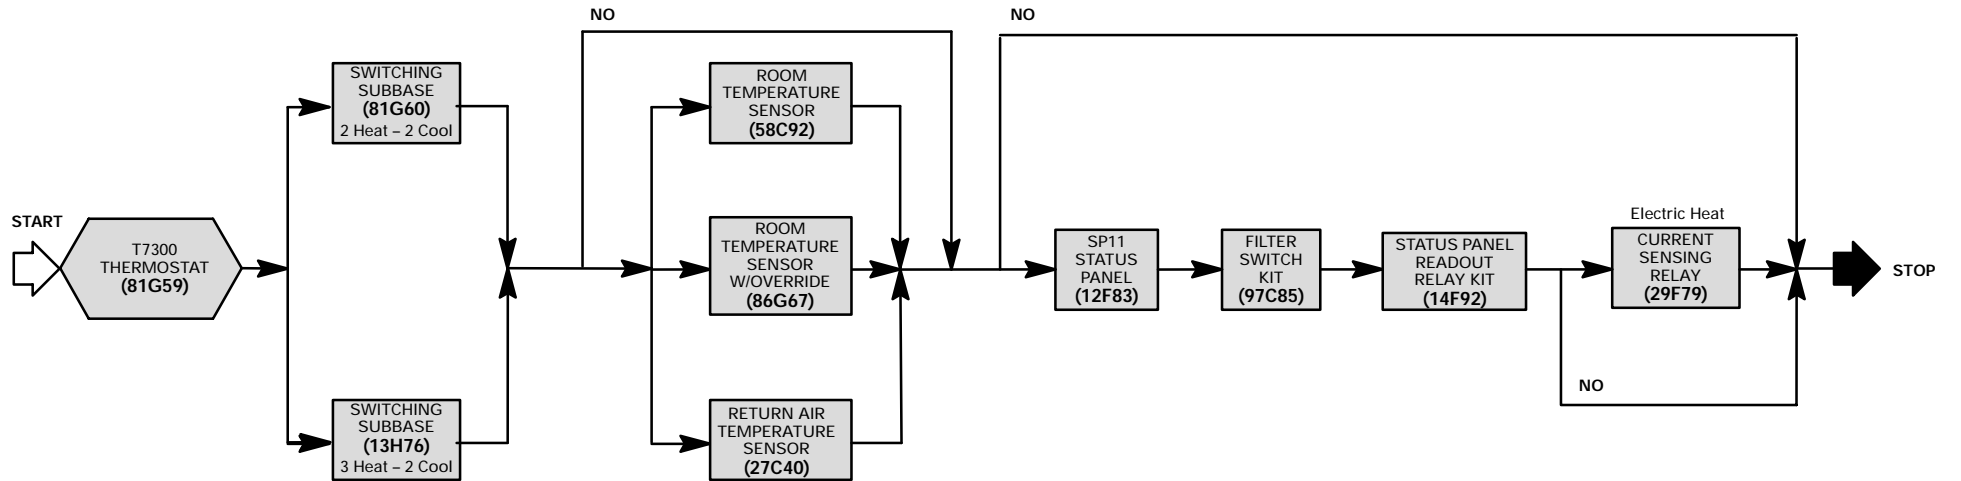 START
T7300
THERMOSTAT
(81G59)
SWITCHING
SUBBASE
(81G60)
2 Heat – 2 Cool
SWITCHING
SUBBASE
(13H76)
3 Heat – 2 Cool
NO
ROOM
TEMPERATURE
SENSOR
(58C92)
ROOM
TEMPERATURE
SENSOR
W/OVERRIDE
(86G67)
RETURN AIR
TEMPERATURE
SENSOR
(27C40)
NO
SP11
STATUS
PANEL
(12F83)
FILTER
SWITCH
KIT
(97C85)
STATUS PANEL
READOUT
RELAY KIT
(14F92)
Electric Heat
CURRENT
SENSING
RELAY
(29F79)
NO
STOP